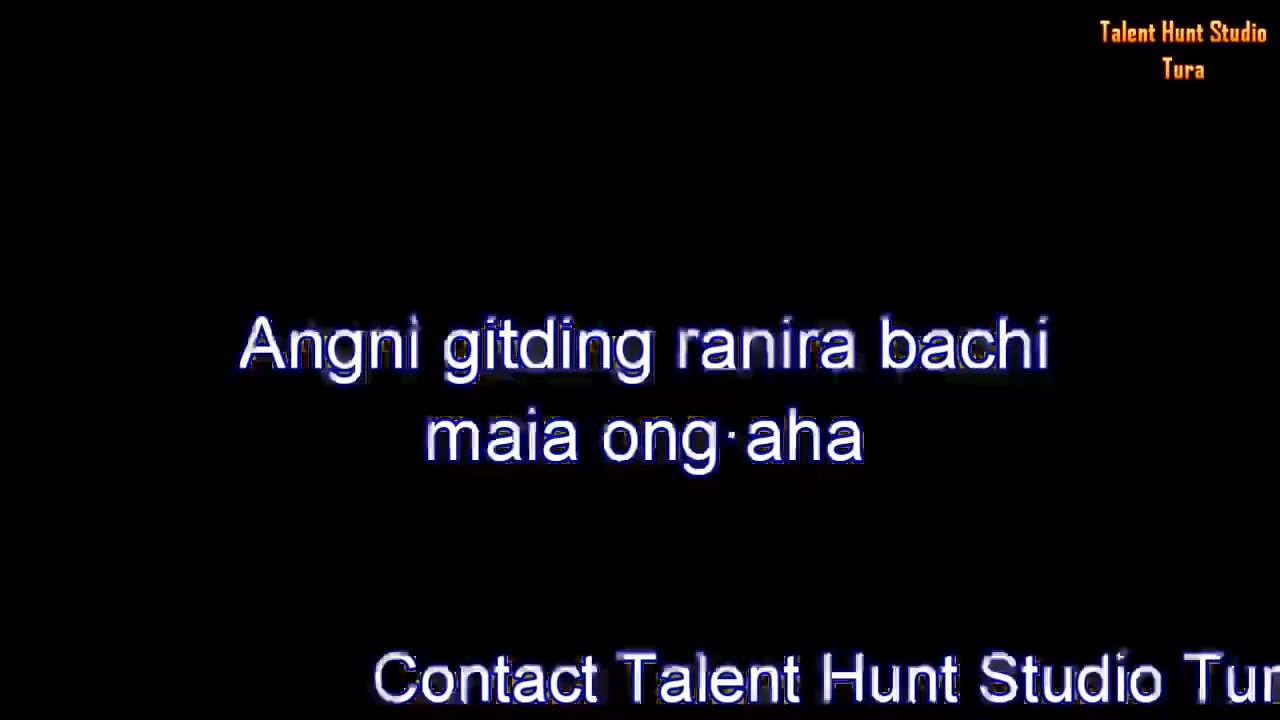 Talent Hunt Studio
Tura
Angni gitding ranira bachi
maia ong·aha
Contact Talent Hunt Studio Tur